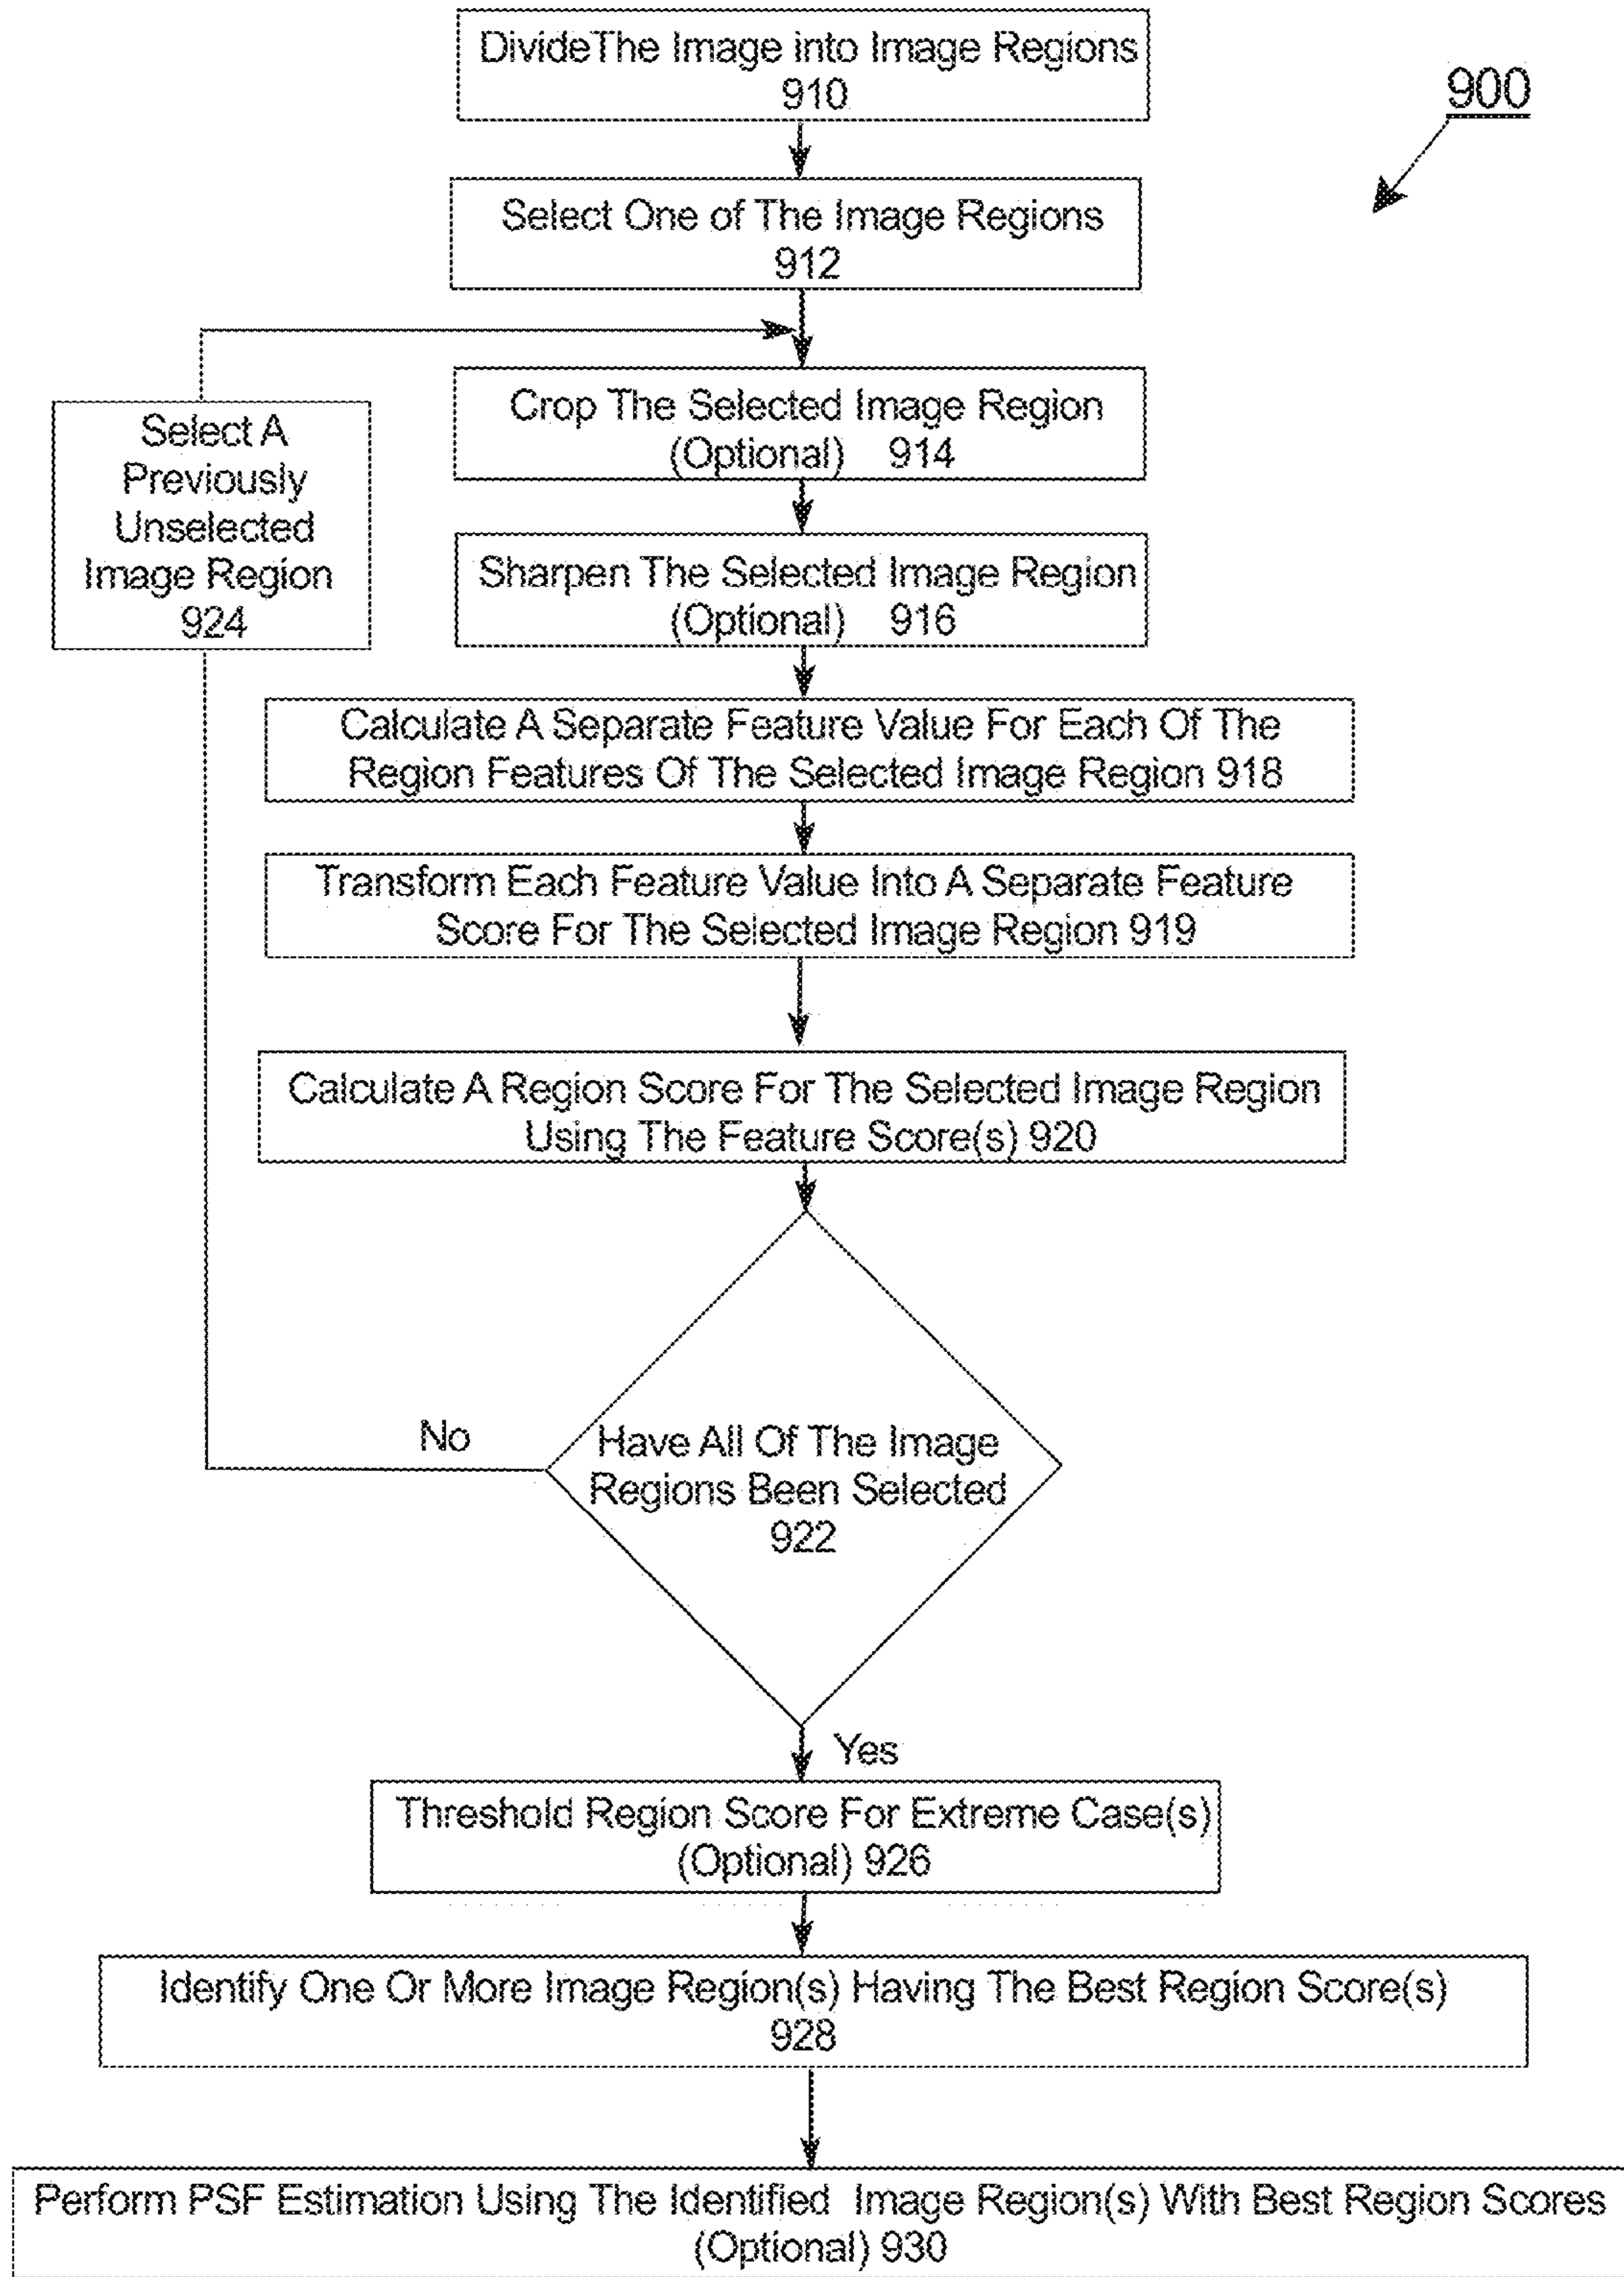 DivideThe Image into Image Regions
910
900
Select One of The Image Regions
912
Crop The Selected Image Region
(Optional) 914
Select A
Previously
Unselected
Image Region
924
Sharpen The Selected Image Region
(Optional) 916
Calculate A Separate Feature Value For Each Of The
Region Features Of The Selected Image Region 918
Transform Each Feature Value Into A Separate Feature
Score For The Selected Image Region 919
Calculate A Region Score For The Selected Image Region
Using The Feature Score(s) 920
No
Have All Of The Image
Regions Been Selected
922
Yes
Threshold Region Score For Extreme Case(s)
(Optional) 926
Identify One Or More Image Region(s) Having The Best Region Score(s)
928
Perform PSF Estimation Using The Identified Image Region(s) With Best Region Scores
(Optional) 930